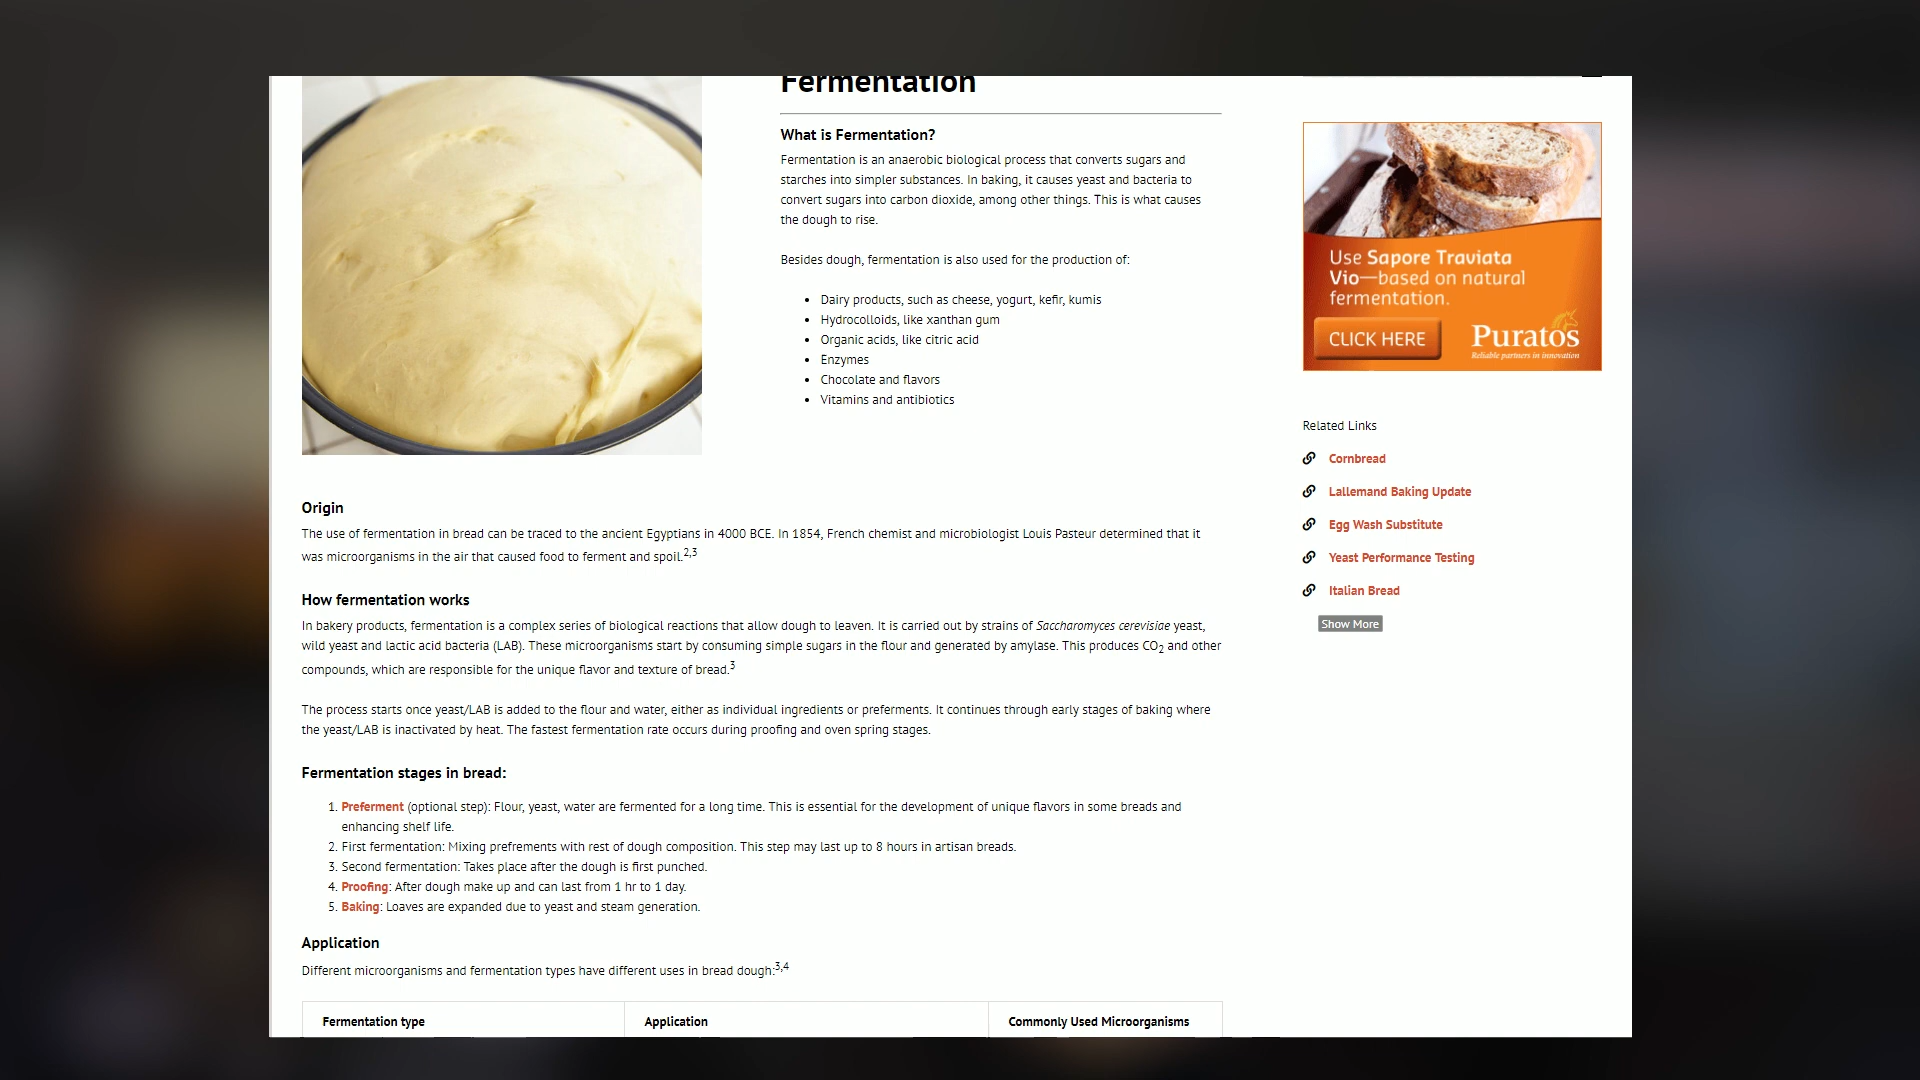 Fermentation
What is Fermentation?
Fermentation is an anaerobic biological process that converts sugars and
starches into simpler substances. In baking, it causes yeast and bacteria to
convert sugars into carbon dioxide, among other things. This is what causes
the dough to rise.
Besides dough, fermentation is also used for the production of:
• Dairy products, such as cheese, yogurt, kefir, kumis
• Hydrocolloids, like xanthan gum
• Organic acids, like citric acid
• Enzymes
• Chocolate and flavors
• Vitamins and antibiotics
Origin
The use of fermentation in bread can be traced to the ancient Egyptians in 4000 BCE. In 1854, French chemist and microbiologist Louis Pasteur determined that it
was microorganisms in the air that caused food to ferment and spoil.2,3
How fermentation works
In bakery products, fermentation is a complex series of biological reactions that allow dough to leaven. It is carried out by strains of Saccharomyces cerevisiae yeast,
wild yeast and lactic acid bacteria (LAB). These microorganisms start by consuming simple sugars in the flour and generated by amylase. This produces CO2 and other
compounds, which are responsible for the unique flavor and texture of bread.3
The process starts once yeast/LAB is added to the flour and water, either as individual ingredients or preferments. It continues through early stages of baking where
the yeast/LAB is inactivated by heat. The fastest fermentation rate occurs during proofing and oven spring stages.
Fermentation stages in bread:
1. Preferment (optional step): Flour, yeast, water are fermented for a long time. This is essential for the development of unique flavors in some breads and
enhancing shelf life.
2. First fermentation: Mixing prefrements with rest of dough composition. This step may last up to 8 hours in artisan breads.
3. Second fermentation: Takes place after the dough is first punched.
4. Proofing: After dough make up and can last from 1 hr to 1 day.
5. Baking: Loaves are expanded due to yeast and steam generation.
Application
Different microorganisms and fermentation types have different uses in bread dough:3,4
Fermentation type Application Commonly Used Microorganisms
Use Sapore Traviata
Vio—based on natural
fermentation.
CLICK HERE
Puratos
Reliable partners in innovation
Related Links
Cornbread
Lallemand Baking Update
Egg Wash Substitute
Yeast Performance Testing
Italian Bread
Show More